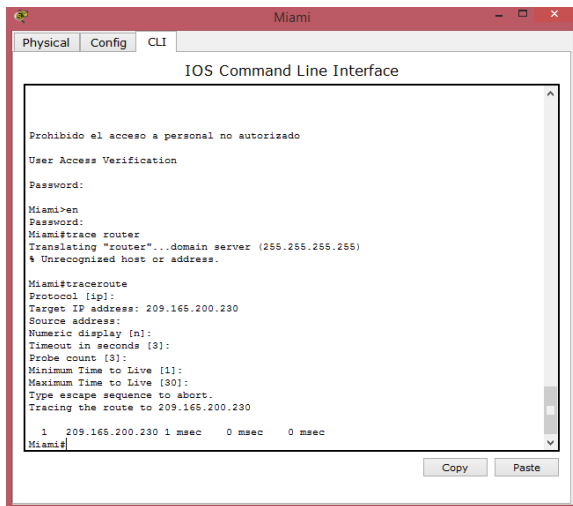 Miami
Physical Config CLI
IOS Command Line Interface
Prohibido el acceso a personal no autorizado
User Access Verification
Password:
Miami>en
Password:
Miami#trace router
Translating "router"...domain server (255.255.255.255)
% Unrecognized host or address.
Miami#traceroute
Protocol [ip]:
Target IP address: 209.165.200.230
Source address:
Numeric display [n]:
Timeout in seconds [3]:
Probe count [3]:
Minimum Time to Live [1]:
Maximum Time to Live [30]:
Type escape sequence to abort.
Tracing the route to 209.165.200.230
1 209.165.200.230 1 msec 0 msec 0 msec
Miami#
Copy Paste